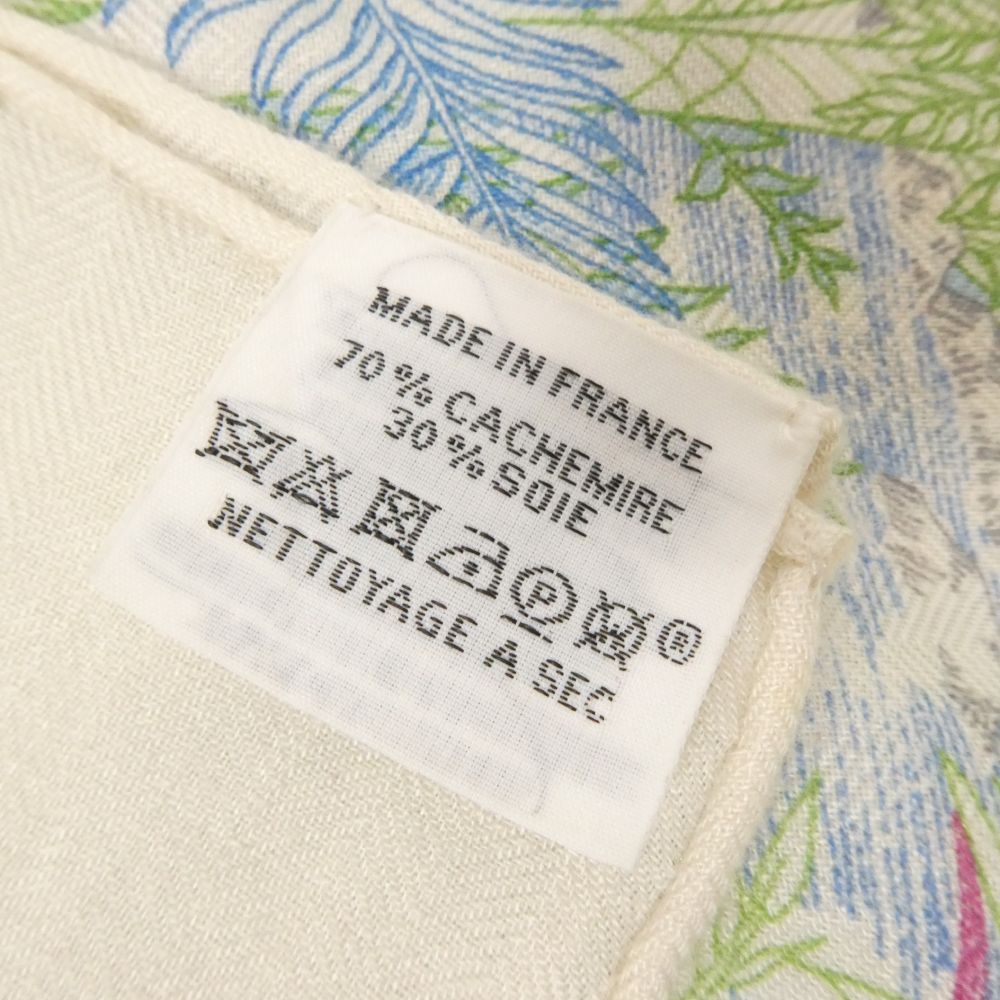 MADE IN FRANCE
70 % CACHEMIRE
30 % SOIE
P ®
NETTOYAGE A SEC